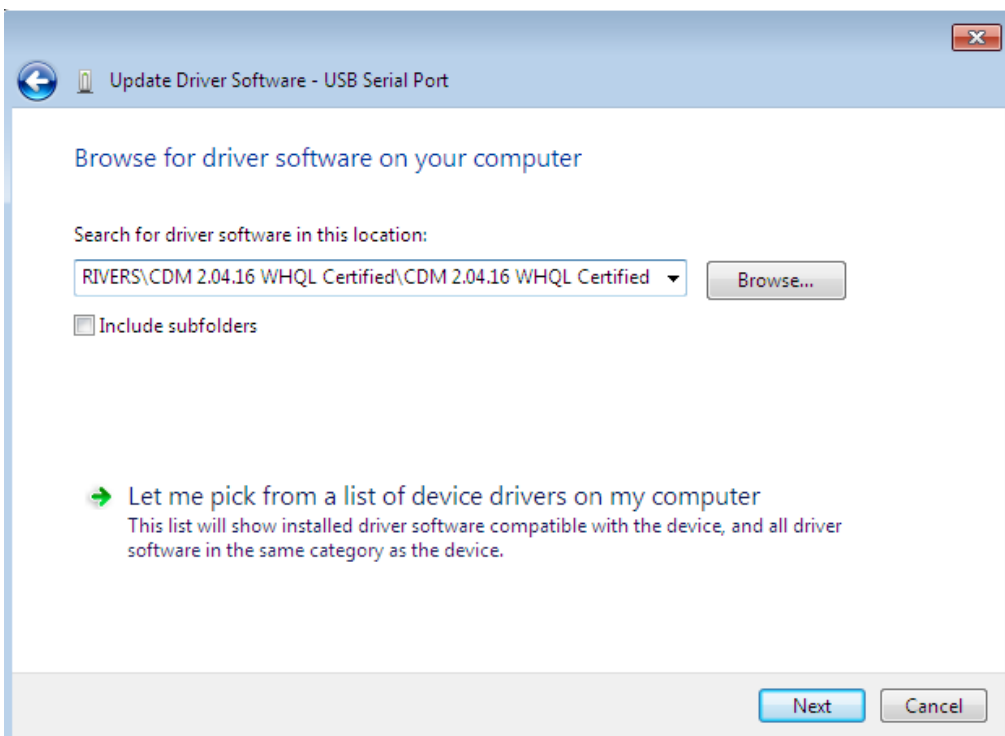 Update Driver Software - USB Serial Port
Browse for driver software on your computer
Search for driver software in this location:
RIVERS\CDM 2.04.16 WHQL Certified\CDM 2.04.16 WHQL Certified
Browse...
Include subfolders
Let me pick from a list of device drivers on my computer
This list will show installed driver software compatible with the device, and all driver
software in the same category as the device.
Next
Cancel